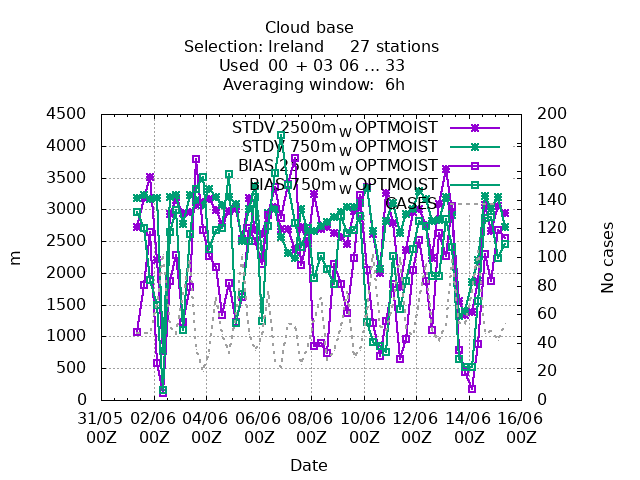 Cloud base
Selection: Ireland 27 stations
Used 00 + 03 06 ... 33
Averaging window: 6h
4500
4000
3500
3000
2500
2000
1500
1000
500
0
m
200
180
160
140
120
100
80
60
40
20
0
No cases
STDV 2500m W OPTMOIST
STDV 750m W OPTMOIST
BIAS 2500m W OPTMOIST
BIAS 750m W OPTMOIST
CASES
31/05 02/06 04/06 06/06 08/06 10/06 12/06 14/06 16/06
00Z 00Z 00Z 00Z 00Z 00Z 00Z 00Z 00Z
Date